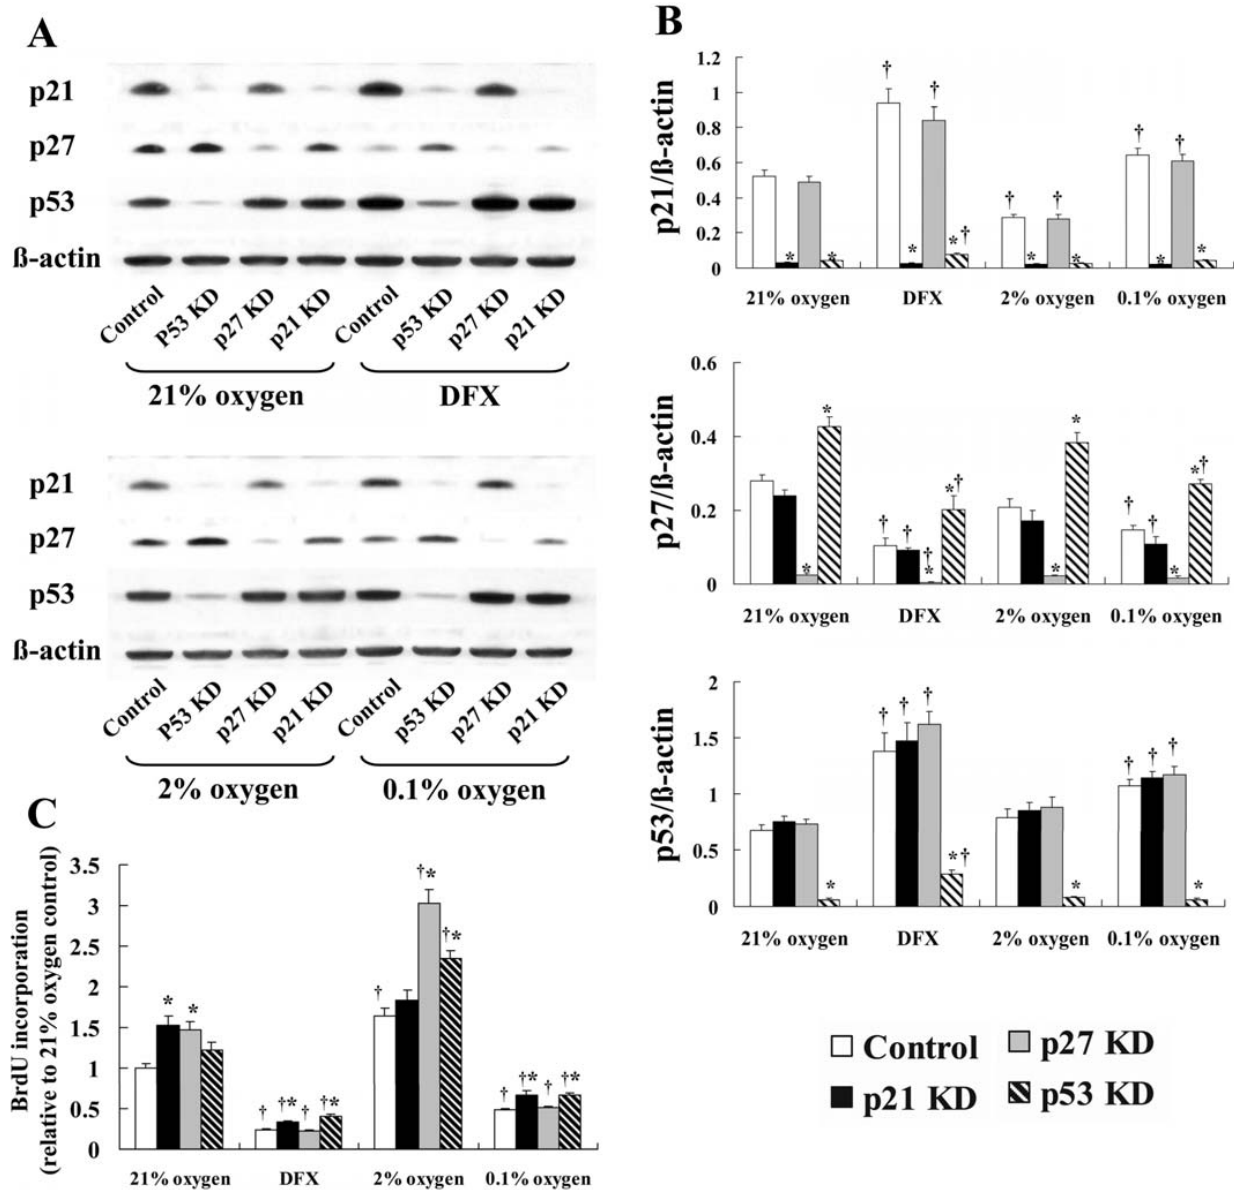 A
p21
p27
p53
ß-actin
Control P53 KD p27 KD p21 KD Control p53 KD p27 KD p21 KD
21% oxygen DFX
p21
p27
p53
ß-actin
Control P53 KD p27 KD p21 KD Control p53 KD p27 KD p21 KD
2% oxygen 0.1% oxygen
B
p21/ß-actin
1.2
1
0.8
0.6
0.4
0.2
0
† † † † † †
* * * *† * * * *
21% oxygen DFX 2% oxygen 0.1% oxygen
p27/ß-actin
0.6
0.4
0.2
0
* * † † † * *† * * † † * *†
21% oxygen DFX 2% oxygen 0.1% oxygen
p53/ß-actin
2
1.5
1
0.5
0
* † † † *† * † † † *
21% oxygen DFX 2% oxygen 0.1% oxygen
C
BrdU incorporation
(relative to 21% oxygen control)
3.5
3
2.5
2
1.5
1
0.5
0
* * † †* † †* † †* †* † †* † †*
21% oxygen DFX 2% oxygen 0.1% oxygen
Control p27 KD
p21 KD p53 KD